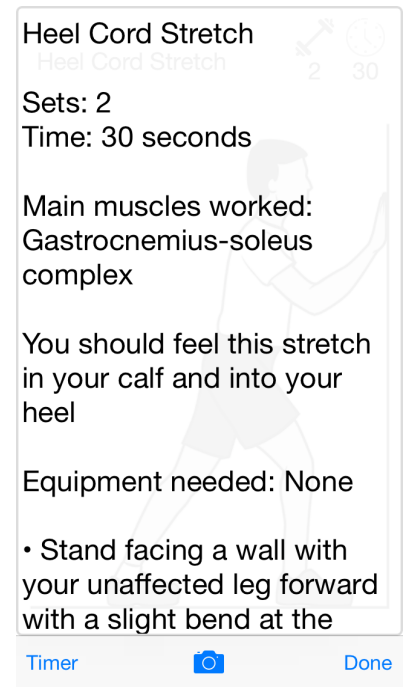 Heel Cord Stretch
Heel Cord Stretch
2 30
Sets: 2
Time: 30 seconds
Main muscles worked:
Gastrocnemius-soleus
complex
You should feel this stretch
in your calf and into your
heel
Equipment needed: None
• Stand facing a wall with
your unaffected leg forward
with a slight bend at the
Timer Done